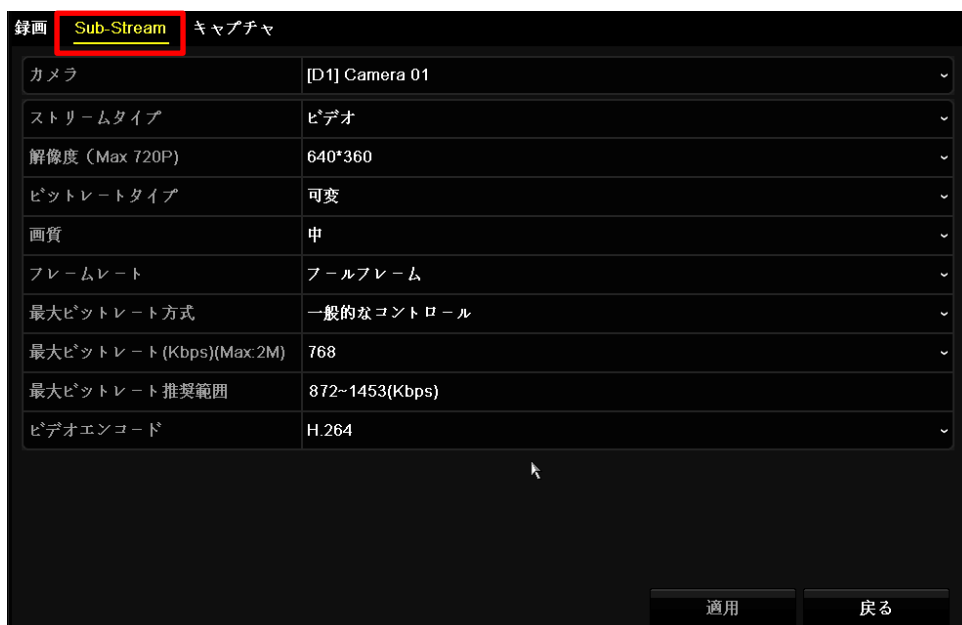 録画 Sub-Stream キャプチャ
カメラ [D1] Camera 01
ストリームタイプ ビデオ
解像度（Max 720P) 640*360
ビットレートタイプ 可変
画質 中
フレームレート フールフレーム
最大ビットレート方式 一般的なコントロール
最大ビットレート(Kbps)(Max:2M) 768
最大ビットレート推奨範囲 872~1453(Kbps)
ビデオエンコード H.264
適用 戻る